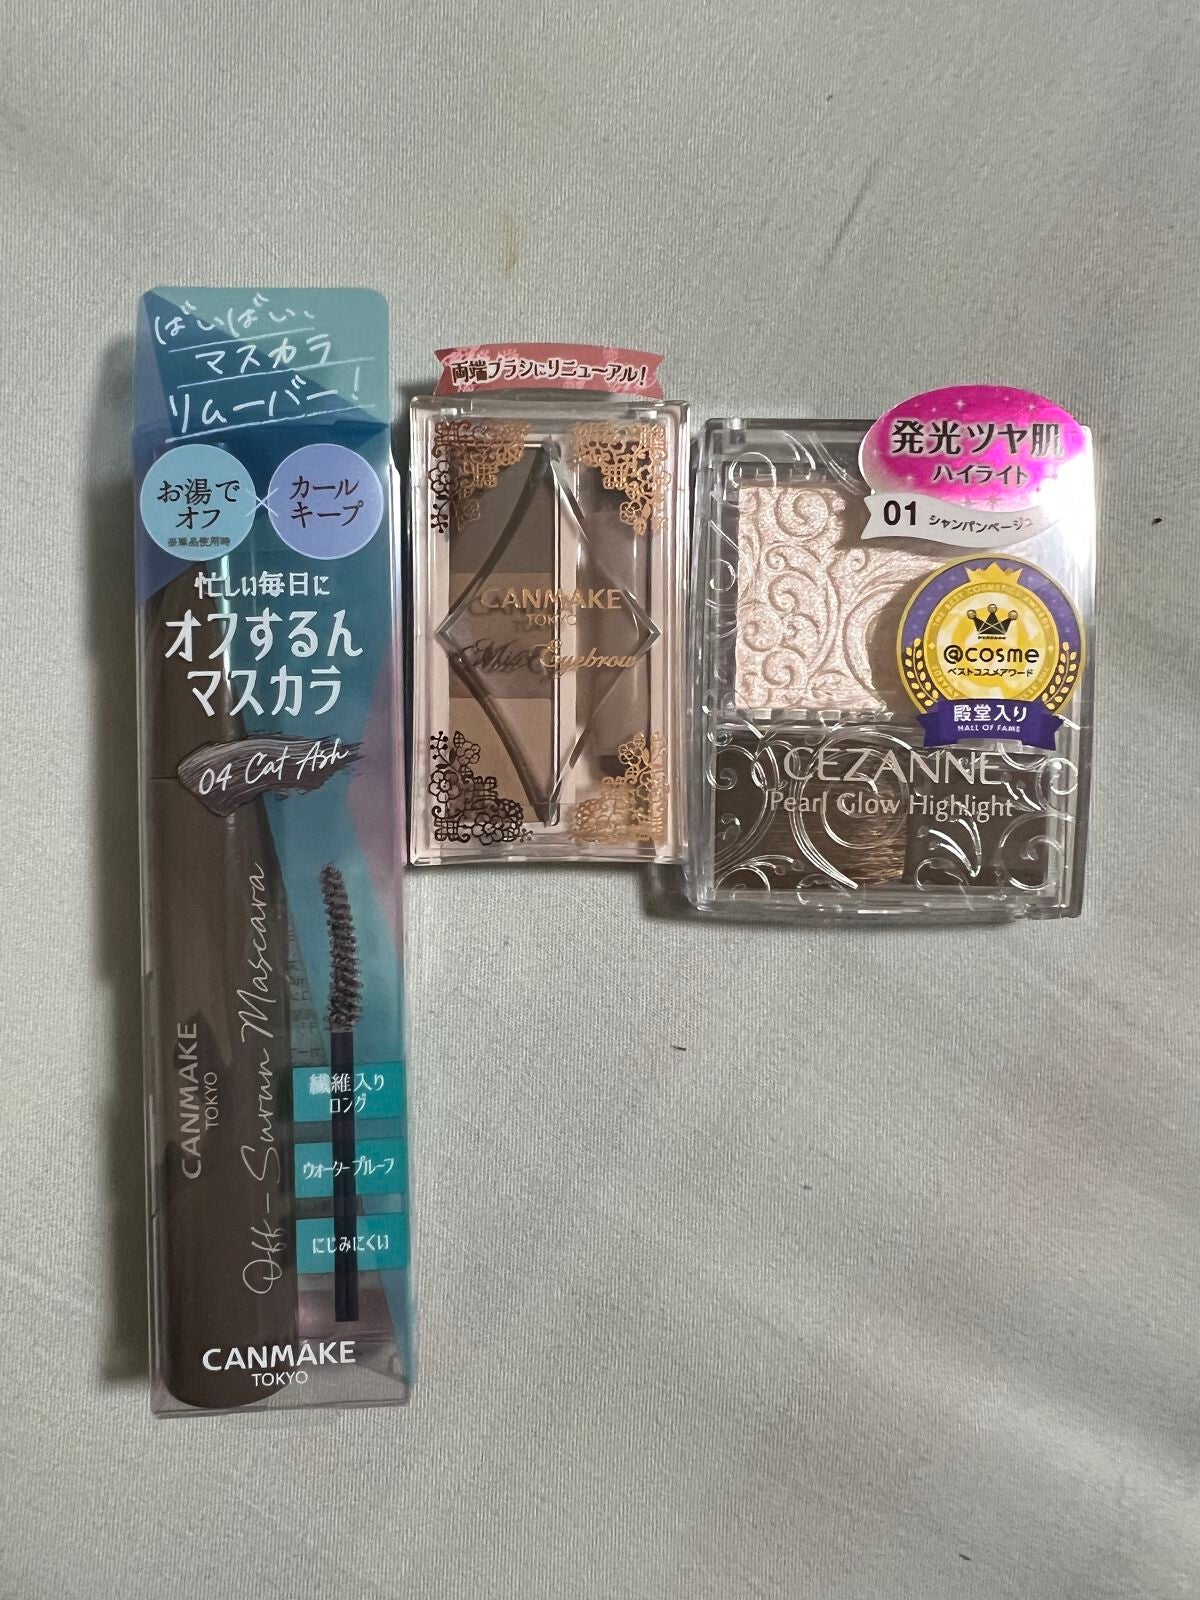 ばいばい、
マスカラ
リムーバー!
お湯で
オフ
※単品使用時
カール
キープ
忙しい毎日に
オフするん
マスカラ
04 Cat Ash
CANMAKE
TOKYO
Off-Surun Mascara
繊維入り
ロング
ウォータープルーフ
にじみにくい
CANMAKE
TOKYO
両端ブラシにリニューアル!
CANMAKE
TOKYO
Miss Eyebrow
発光ツヤ肌
ハイライト
01 シャンパンベージュ
@cosme
ベストコスメアワード
殿堂入り
HALL OF FAME
CEZANNE
Pearl Glow Highlight